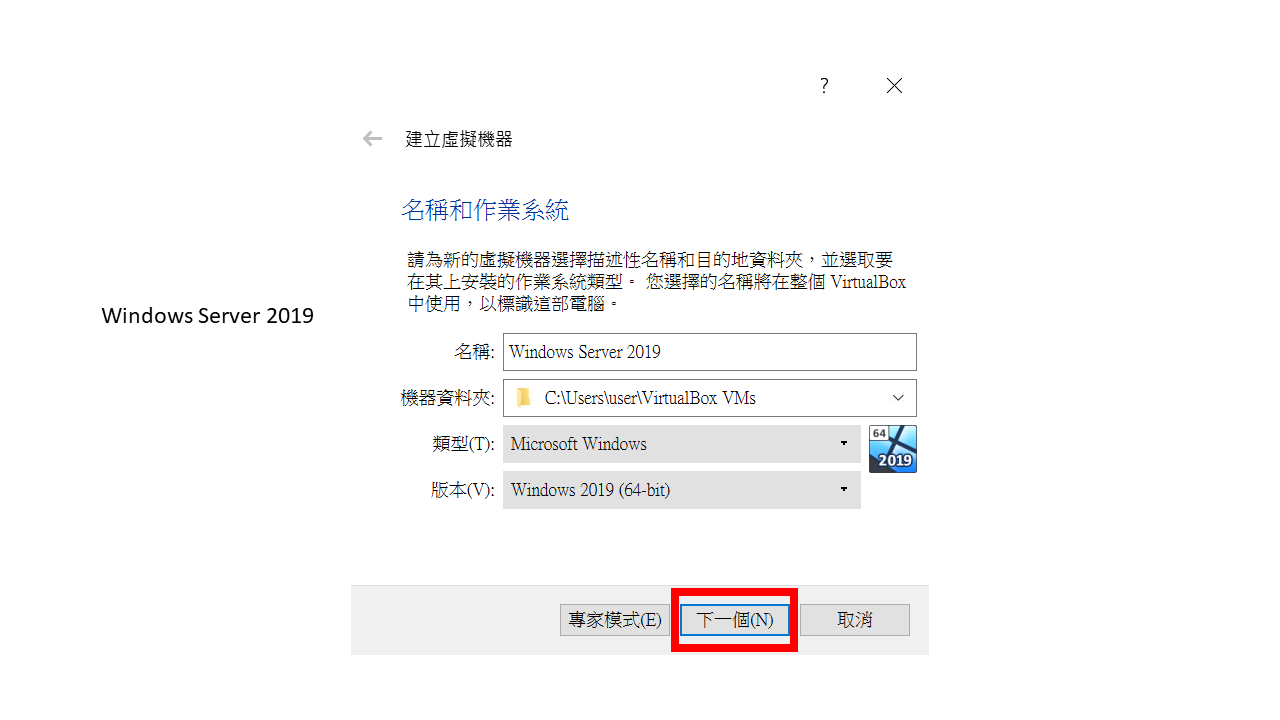 ?
建立虛擬機器
名稱和作業系統
請為新的虛擬機器選擇描述性名稱和目的地資料夾，並選取要
在其上安裝的作業系統類型。 您選擇的名稱將在整個 VirtualBox
中使用，以標識這部電腦。
Windows Server 2019
名稱: Windows Server 2019
機器資料夾: C:\Users\user\VirtualBox VMs
類型(T): Microsoft Windows
64
2019
版本(V): Windows 2019 (64-bit)
專家模式(E) 下一個(N) 取消